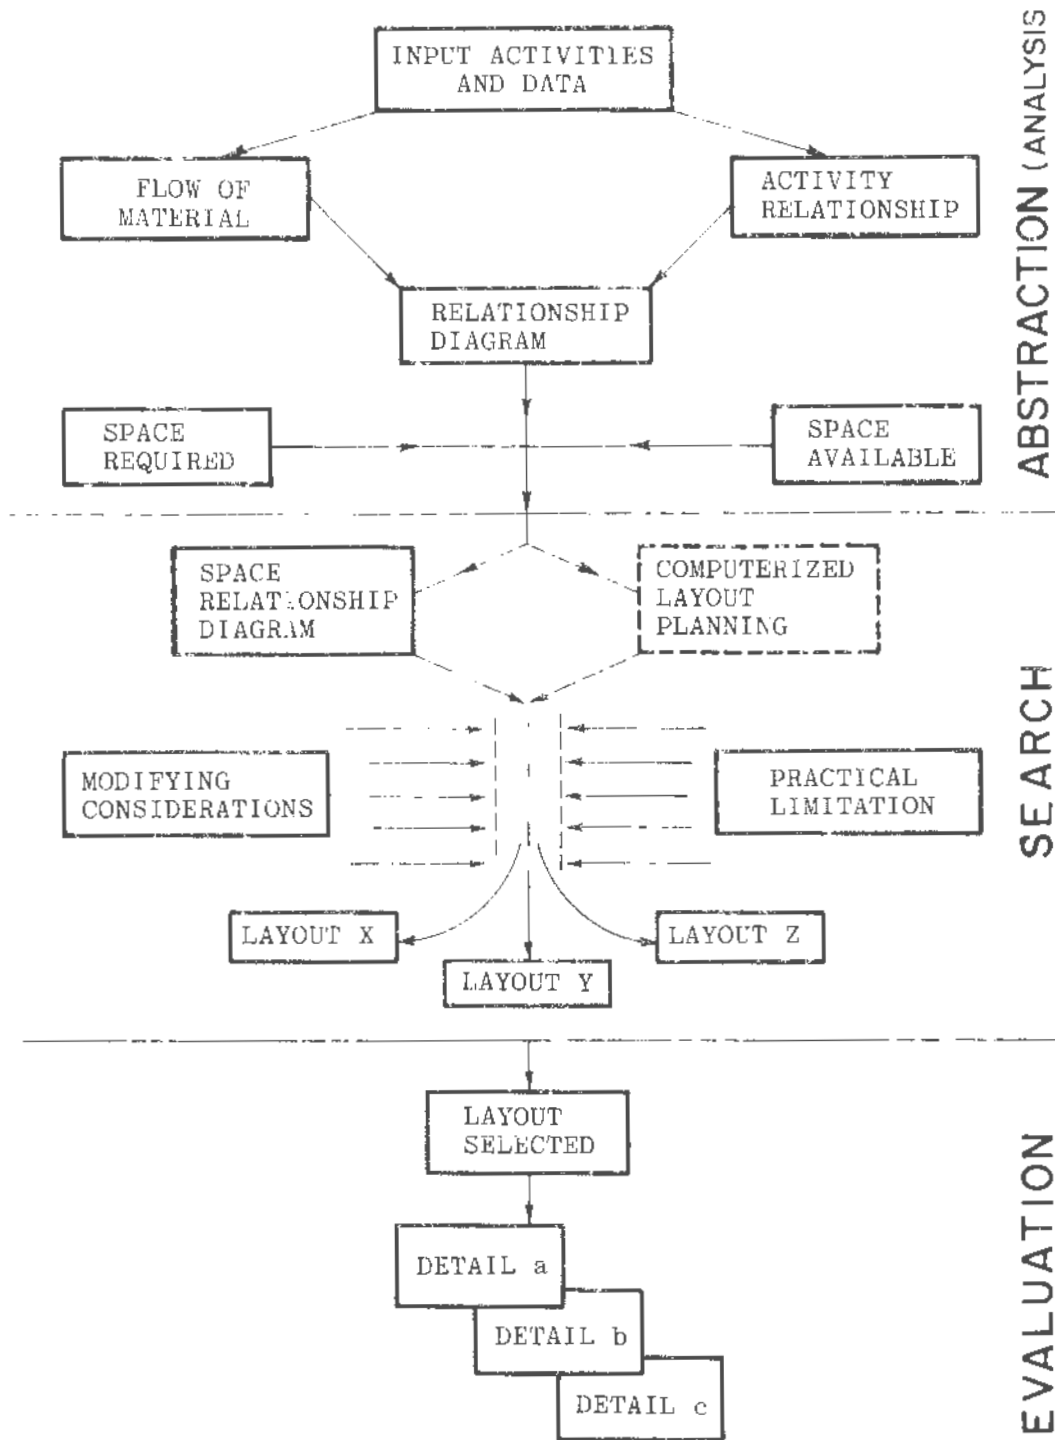 INPUT ACTIVITIES
AND DATA
FLOW OF
MATERIAL
ACTIVITY
RELATIONSHIP
RELATIONSHIP
DIAGRAM
SPACE
REQUIRED
SPACE
AVAILABLE
ABSTRACTION (ANALYSIS
SPACE
RELATIONSHIP
DIAGRAM
COMPUTERIZED
LAYOUT
PLANNING
MODIFYING
CONSIDERATIONS
PRACTICAL
LIMITATION
LAYOUT X
LAYOUT Y
LAYOUT Z
SEARCH
LAYOUT
SELECTED
DETAIL a
DETAIL b
DETAIL c
EVALUATION